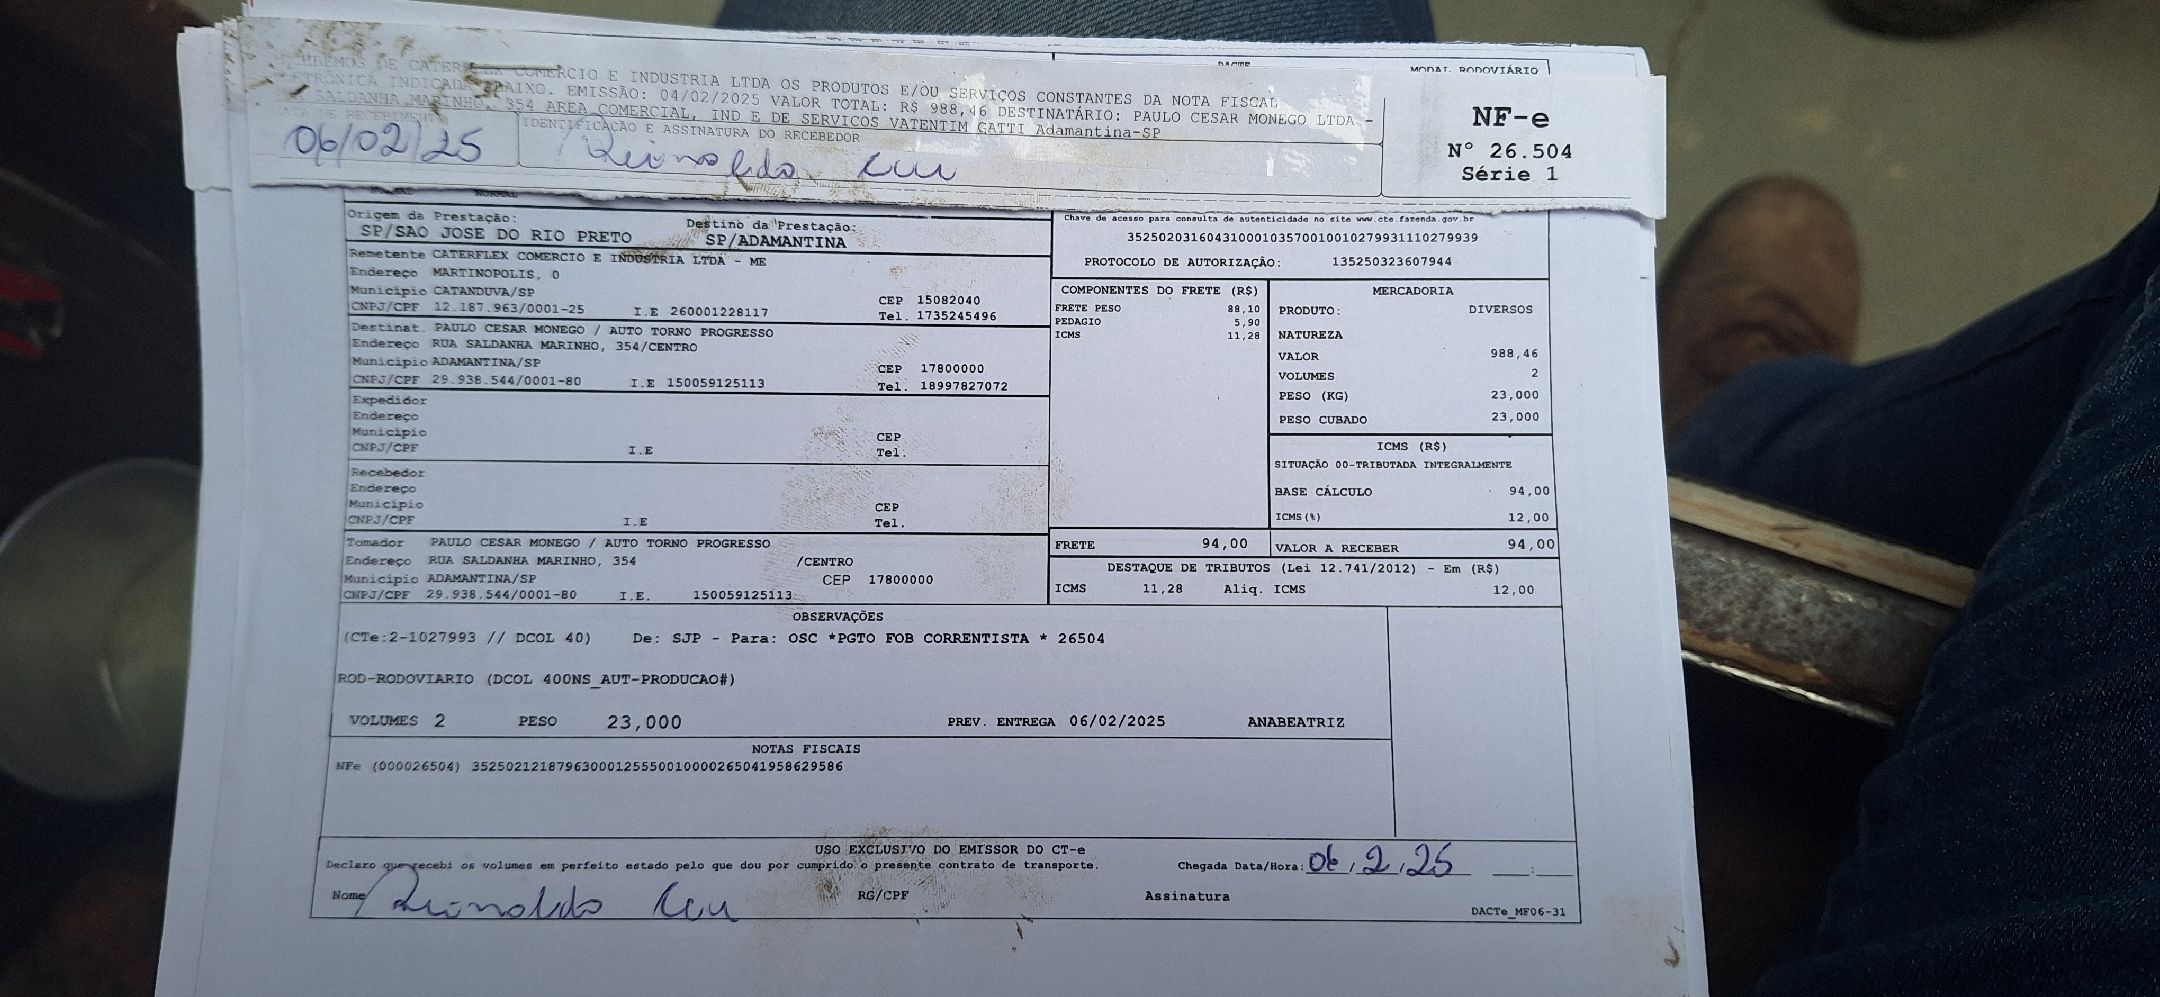 DACTE MODAL RODOVIÁRIO
DE CATER COMERCIO E INDUSTRIA LTDA OS PRODUTOS E/OU SERVIÇOS CONSTANTES DA NOTA FISCAL
INDICADA ABAIXO. EMISSÃO: 04/02/2025 VALOR TOTAL: R$ 988,46 DESTINATÁRIO: PAULO CESAR MONEGO LTDA -
SALDANHA MARINHO, 354 AREA COMERCIAL, IND E DE SERVICOS VATENTIM GATTI Adamantina-SP
DE RECEBIMENTO
IDENTIFICAÇÃO E ASSINATURA DO RECEBEDOR
06/02/25
NF-e
Nº 26.504
Série 1
NORMAL
Origem da Prestação: Destino da Prestação:
SP/SAO JOSE DO RIO PRETO SP/ADAMANTINA
Remetente CATERFLEX COMERCIO E INDUSTRIA LTDA - ME
Endereço MARTINOPOLIS, 0
Município CATANDUVA/SP CEP 15082040
CNPJ/CPF 12.187.963/0001-25 I.E 260001228117 Tel. 1735245496
Destinat. PAULO CESAR MONEGO / AUTO TORNO PROGRESSO
Endereço RUA SALDANHA MARINHO, 354/CENTRO
Município ADAMANTINA/SP CEP 17800000
CNPJ/CPF 29.938.544/0001-80 I.E 150059125113 Tel. 18997827072
Expedidor
Endereço
Município CEP
CNPJ/CPF I.E Tel.
Recebedor
Endereço
Município CEP
CNPJ/CPF I.E Tel.
Tomador PAULO CESAR MONEGO / AUTO TORNO PROGRESSO
Endereço RUA SALDANHA MARINHO, 354 /CENTRO
Município ADAMANTINA/SP CEP 17800000
CNPJ/CPF 29.938.544/0001-80 I.E. 150059125113
Chave de acesso para consulta de autenticidade no site www.cte.fazenda.gov.br
35250203160431000103570010010279931110279939
PROTOCOLO DE AUTORIZAÇÃO: 135250323607944
COMPONENTES DO FRETE (R$)
FRETE PESO 88,10
PEDAGIO 5,90
ICMS 11,28
MERCADORIA
PRODUTO: DIVERSOS
NATUREZA
VALOR 988,46
VOLUMES 2
PESO (KG) 23,000
PESO CUBADO 23,000
ICMS (R$)
SITUAÇÃO 00-TRIBUTADA INTEGRALMENTE
BASE CÁLCULO 94,00
ICMS(%) 12,00
FRETE 94,00 VALOR A RECEBER 94,00
DESTAQUE DE TRIBUTOS (Lei 12.741/2012) - Em (R$)
ICMS 11,28 Aliq. ICMS 12,00
OBSERVAÇÕES
(CTe:2-1027993 // DCOL 40) De: SJP - Para: OSC *PGTO FOB CORRENTISTA * 26504
ROD-RODOVIARIO (DCOL 400NS_AUT-PRODUCAO#)
VOLUMES 2 PESO 23,000 PREV. ENTREGA 06/02/2025 ANABEATRIZ
NOTAS FISCAIS
NFe (000026504) 35250212187963000125550010000265041958629586
USO EXCLUSIVO DO EMISSOR DO CT-e
Declaro que recebi os volumes em perfeito estado pelo que dou por cumprido o presente contrato de transporte. Chegada Data/Hora: 06,2,25 __:__
Nome RG/CPF Assinatura
DACTe_MF06-31